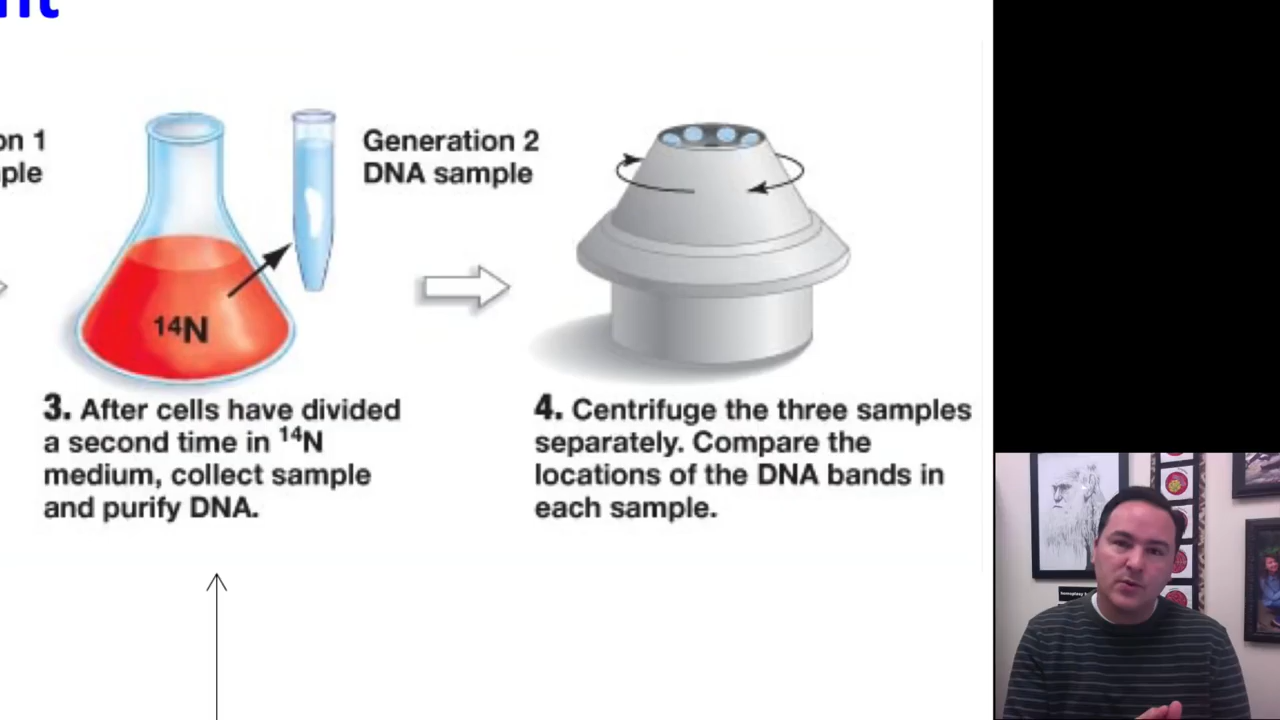 nt
on 1
ple
Generation 2
DNA sample
14N
3. After cells have divided
a second time in 14N
medium, collect sample
and purify DNA.
4. Centrifuge the three samples
separately. Compare the
locations of the DNA bands in
each sample.